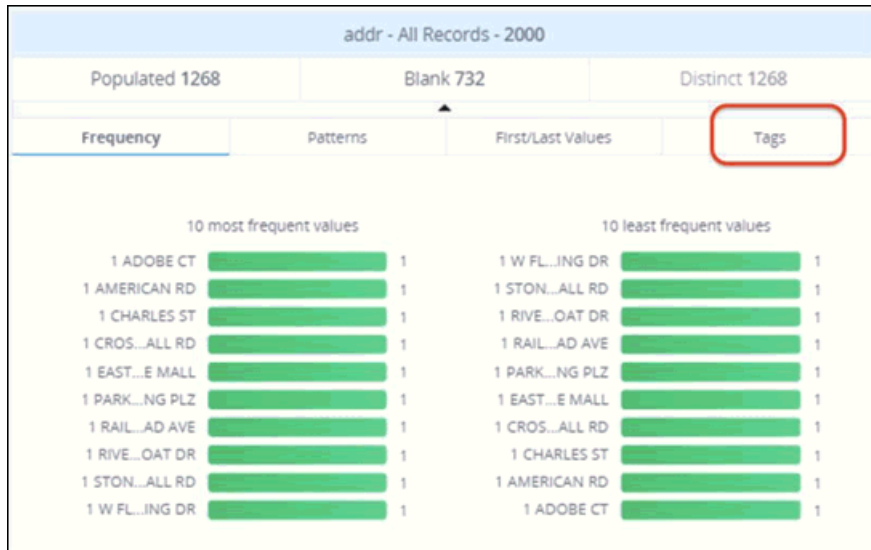 addr - All Records - 2000
Populated 1268 Blank 732 Distinct 1268
Frequency Patterns First/Last Values Tags
10 most frequent values 10 least frequent values
1 ADOBE CT 1 1 W FL...ING DR 1
1 AMERICAN RD 1 1 STON...ALL RD 1
1 CHARLES ST 1 1 RIVE...OAT DR 1
1 CROS...ALL RD 1 1 RAIL...AD AVE 1
1 EAST...E MALL 1 1 PARK...NG PLZ 1
1 PARK...NG PLZ 1 1 EAST...E MALL 1
1 RAIL...AD AVE 1 1 CROS...ALL RD 1
1 RIVE...OAT DR 1 1 CHARLES ST 1
1 STON...ALL RD 1 1 AMERICAN RD 1
1 W FL...ING DR 1 1 ADOBE CT 1